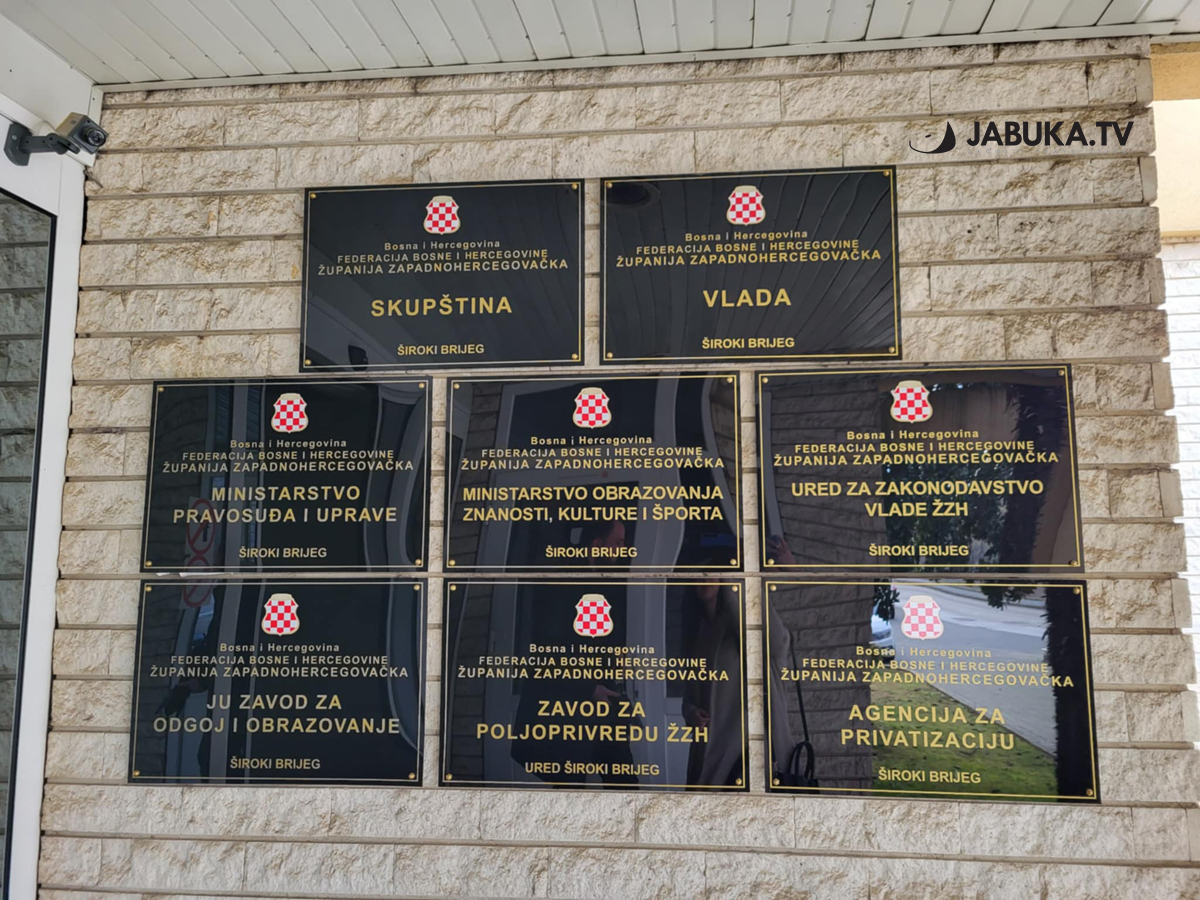 JABUKA.TV
Bosna i Hercegovina
FEDERACIJA BOSNE I HERCEGOVINE
ŽUPANIJA ZAPADNOHERCEGOVAČKA
SKUPŠTINA
ŠIROKI BRIJEG
Bosna i Hercegovina
FEDERACIJA BOSNE I HERCEGOVINE
ŽUPANIJA ZAPADNOHERCEGOVAČKA
VLADA
ŠIROKI BRIJEG
Bosna i Hercegovina
FEDERACIJA BOSNE I HERCEGOVINE
ŽUPANIJA ZAPADNOHERCEGOVAČKA
MINISTARSTVO
PRAVOSUĐA I UPRAVE
ŠIROKI BRIJEG
Bosna i Hercegovina
FEDERACIJA BOSNE I HERCEGOVINE
ŽUPANIJA ZAPADNOHERCEGOVAČKA
MINISTARSTVO OBRAZOVANJA
ZNANOSTI, KULTURE I ŠPORTA
ŠIROKI BRIJEG
Bosna i Hercegovina
FEDERACIJA BOSNE I HERCEGOVINE
ŽUPANIJA ZAPADNOHERCEGOVAČKA
URED ZA ZAKONODAVSTVO
VLADE ŽZH
ŠIROKI BRIJEG
Bosna i Hercegovina
FEDERACIJA BOSNE I HERCEGOVINE
ŽUPANIJA ZAPADNOHERCEGOVAČKA
JU ZAVOD ZA
ODGOJ I OBRAZOVANJE
ŠIROKI BRIJEG
Bosna i Hercegovina
FEDERACIJA BOSNE I HERCEGOVINE
ŽUPANIJA ZAPADNOHERCEGOVAČKA
ZAVOD ZA
POLJOPRIVREDU ŽZH
URED ŠIROKI BRIJEG
Bosna i Hercegovina
FEDERACIJA BOSNE I HERCEGOVINE
ŽUPANIJA ZAPADNOHERCEGOVAČKA
AGENCIJA ZA
PRIVATIZACIJU
ŠIROKI BRIJEG